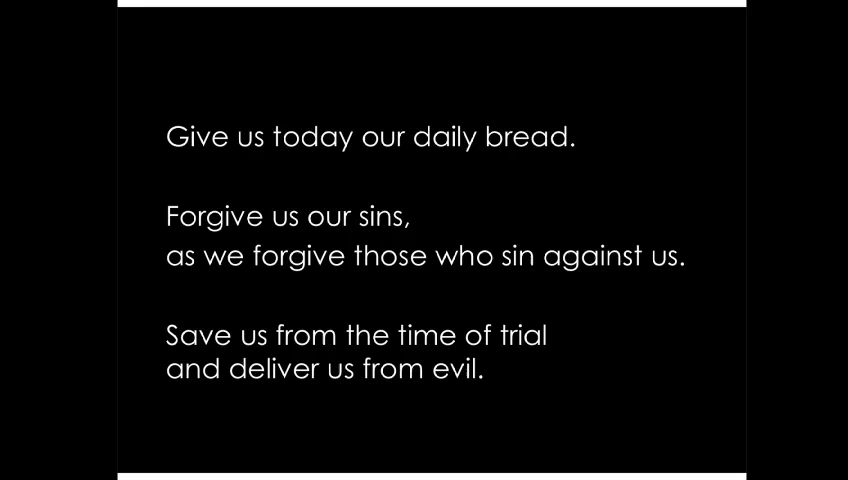 Give us today our daily bread.
Forgive us our sins,
as we forgive those who sin against us.
Save us from the time of trial
and deliver us from evil.